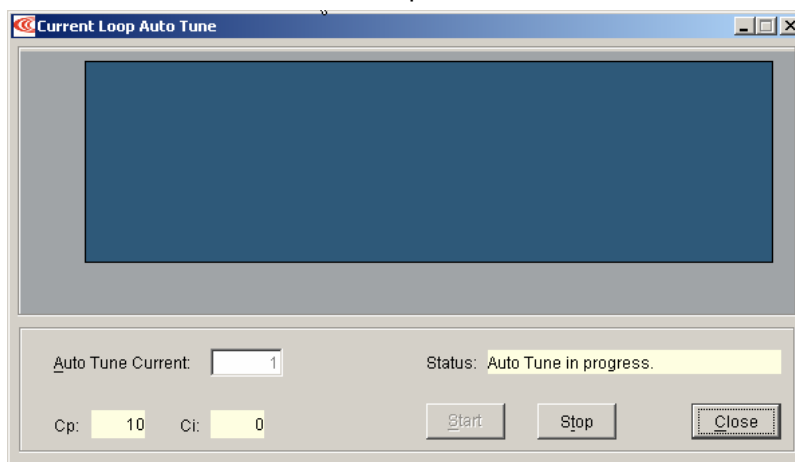 Current Loop Auto Tune
Auto Tune Current: 1
Status: Auto Tune in progress.
Cp: 10 Ci: 0
Start Stop Close